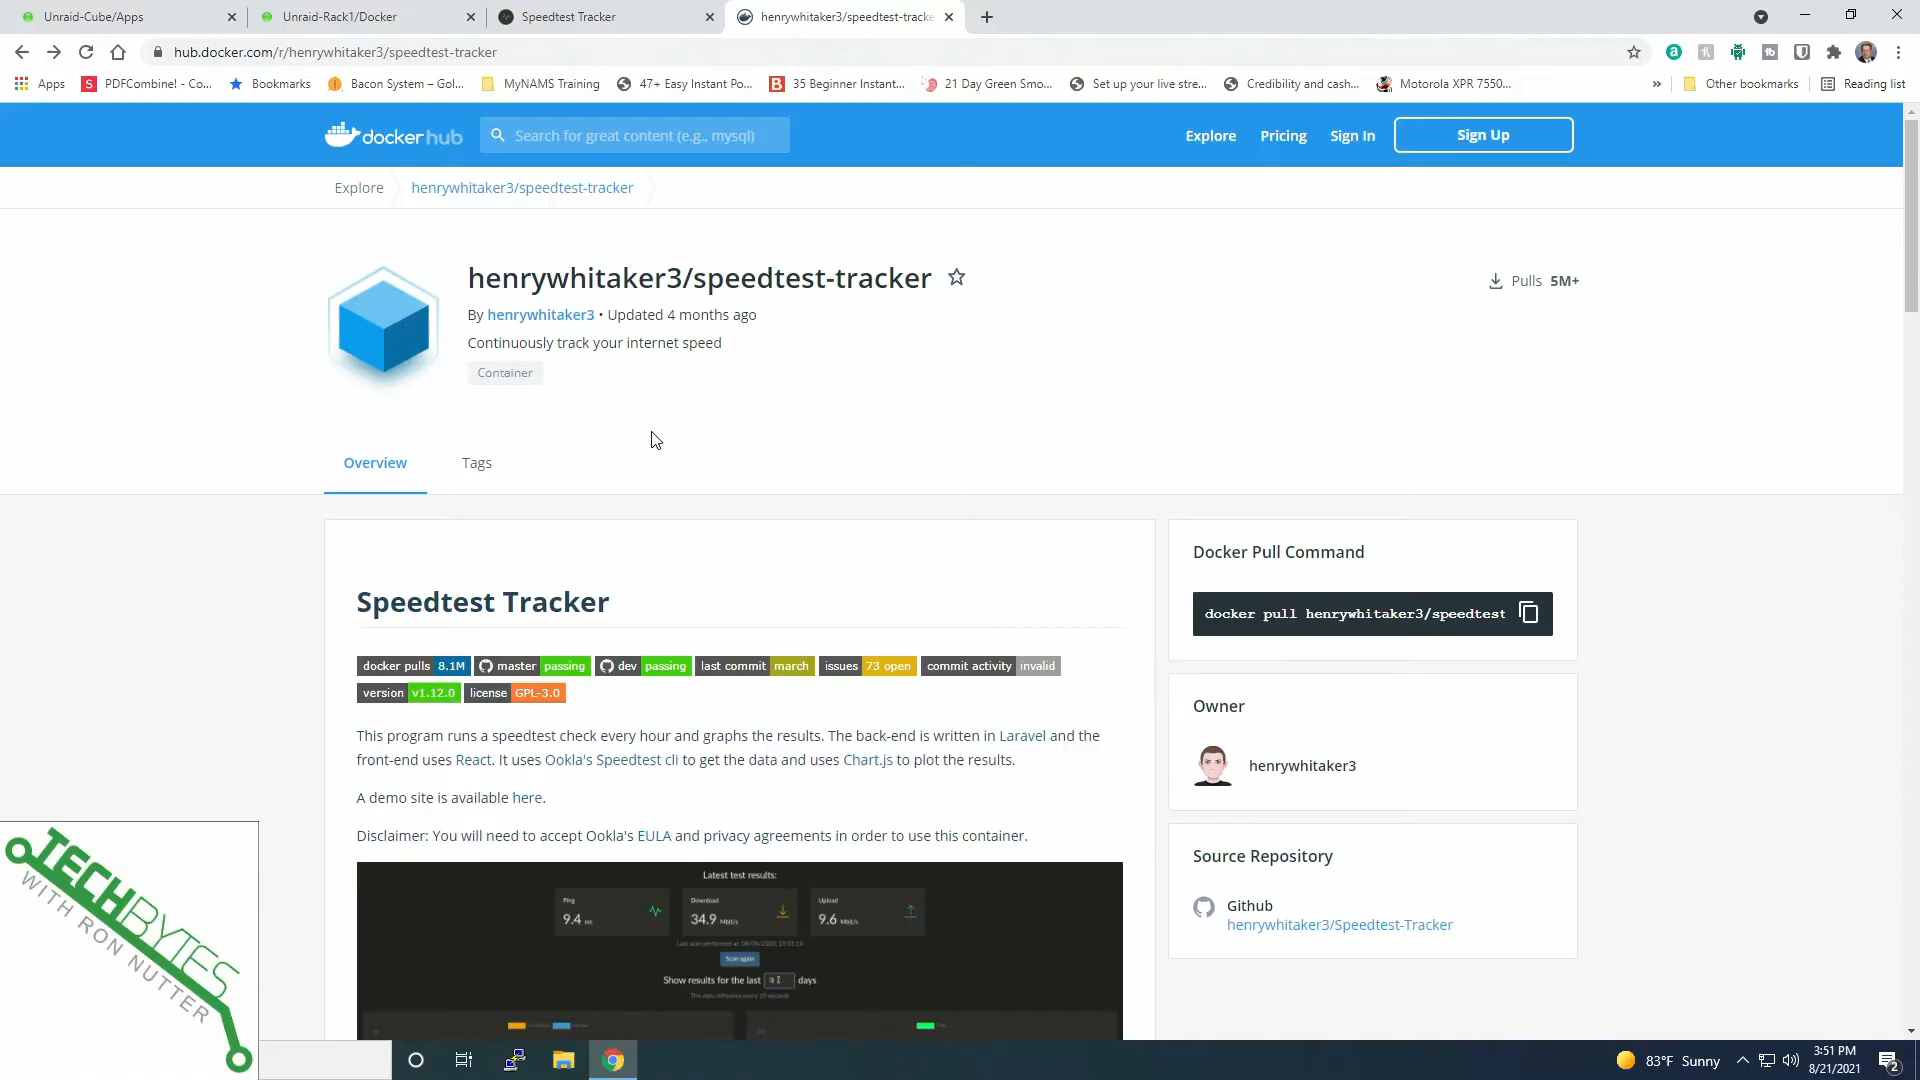 Unraid-Cube/Apps
Unraid-Rack1/Docker
Speedtest Tracker
henrywhitaker3/speedtest-tracke
hub.docker.com/r/henrywhitaker3/speedtest-tracker
Apps
PDFCombine! - Co...
Bookmarks
Bacon System – Gol...
MyNAMS Training
47+ Easy Instant Po...
35 Beginner Instant...
21 Day Green Smo...
Set up your live stre...
Credibility and cash...
Motorola XPR 7550...
»
Other bookmarks
Reading list
docker hub
Search for great content (e.g., mysql)
Explore
Pricing
Sign In
Sign Up
Explore
henrywhitaker3/speedtest-tracker
henrywhitaker3/speedtest-tracker
Pulls 5M+
By henrywhitaker3 • Updated 4 months ago
Continuously track your internet speed
Container
Overview
Tags
Speedtest Tracker
docker pulls 8.1M master passing dev passing last commit march issues 73 open commit activity invalid
version v1.12.0 license GPL-3.0
This program runs a speedtest check every hour and graphs the results. The back-end is written in Laravel and the
front-end uses React. It uses Ookla's Speedtest cli to get the data and uses Chart.js to plot the results.
A demo site is available here.
Disclaimer: You will need to accept Ookla's EULA and privacy agreements in order to use this container.
Latest test results:
Ping
9.4 ms
Download
34.9 Mbit/s
Upload
9.6 Mbit/s
Scan again
Show results for the last days
Docker Pull Command
docker pull henrywhitaker3/speedtest
Owner
henrywhitaker3
Source Repository
Github
henrywhitaker3/Speedtest-Tracker
TECHBYTES
WITH RON NUTTER
83°F Sunny
3:51 PM
8/21/2021
2